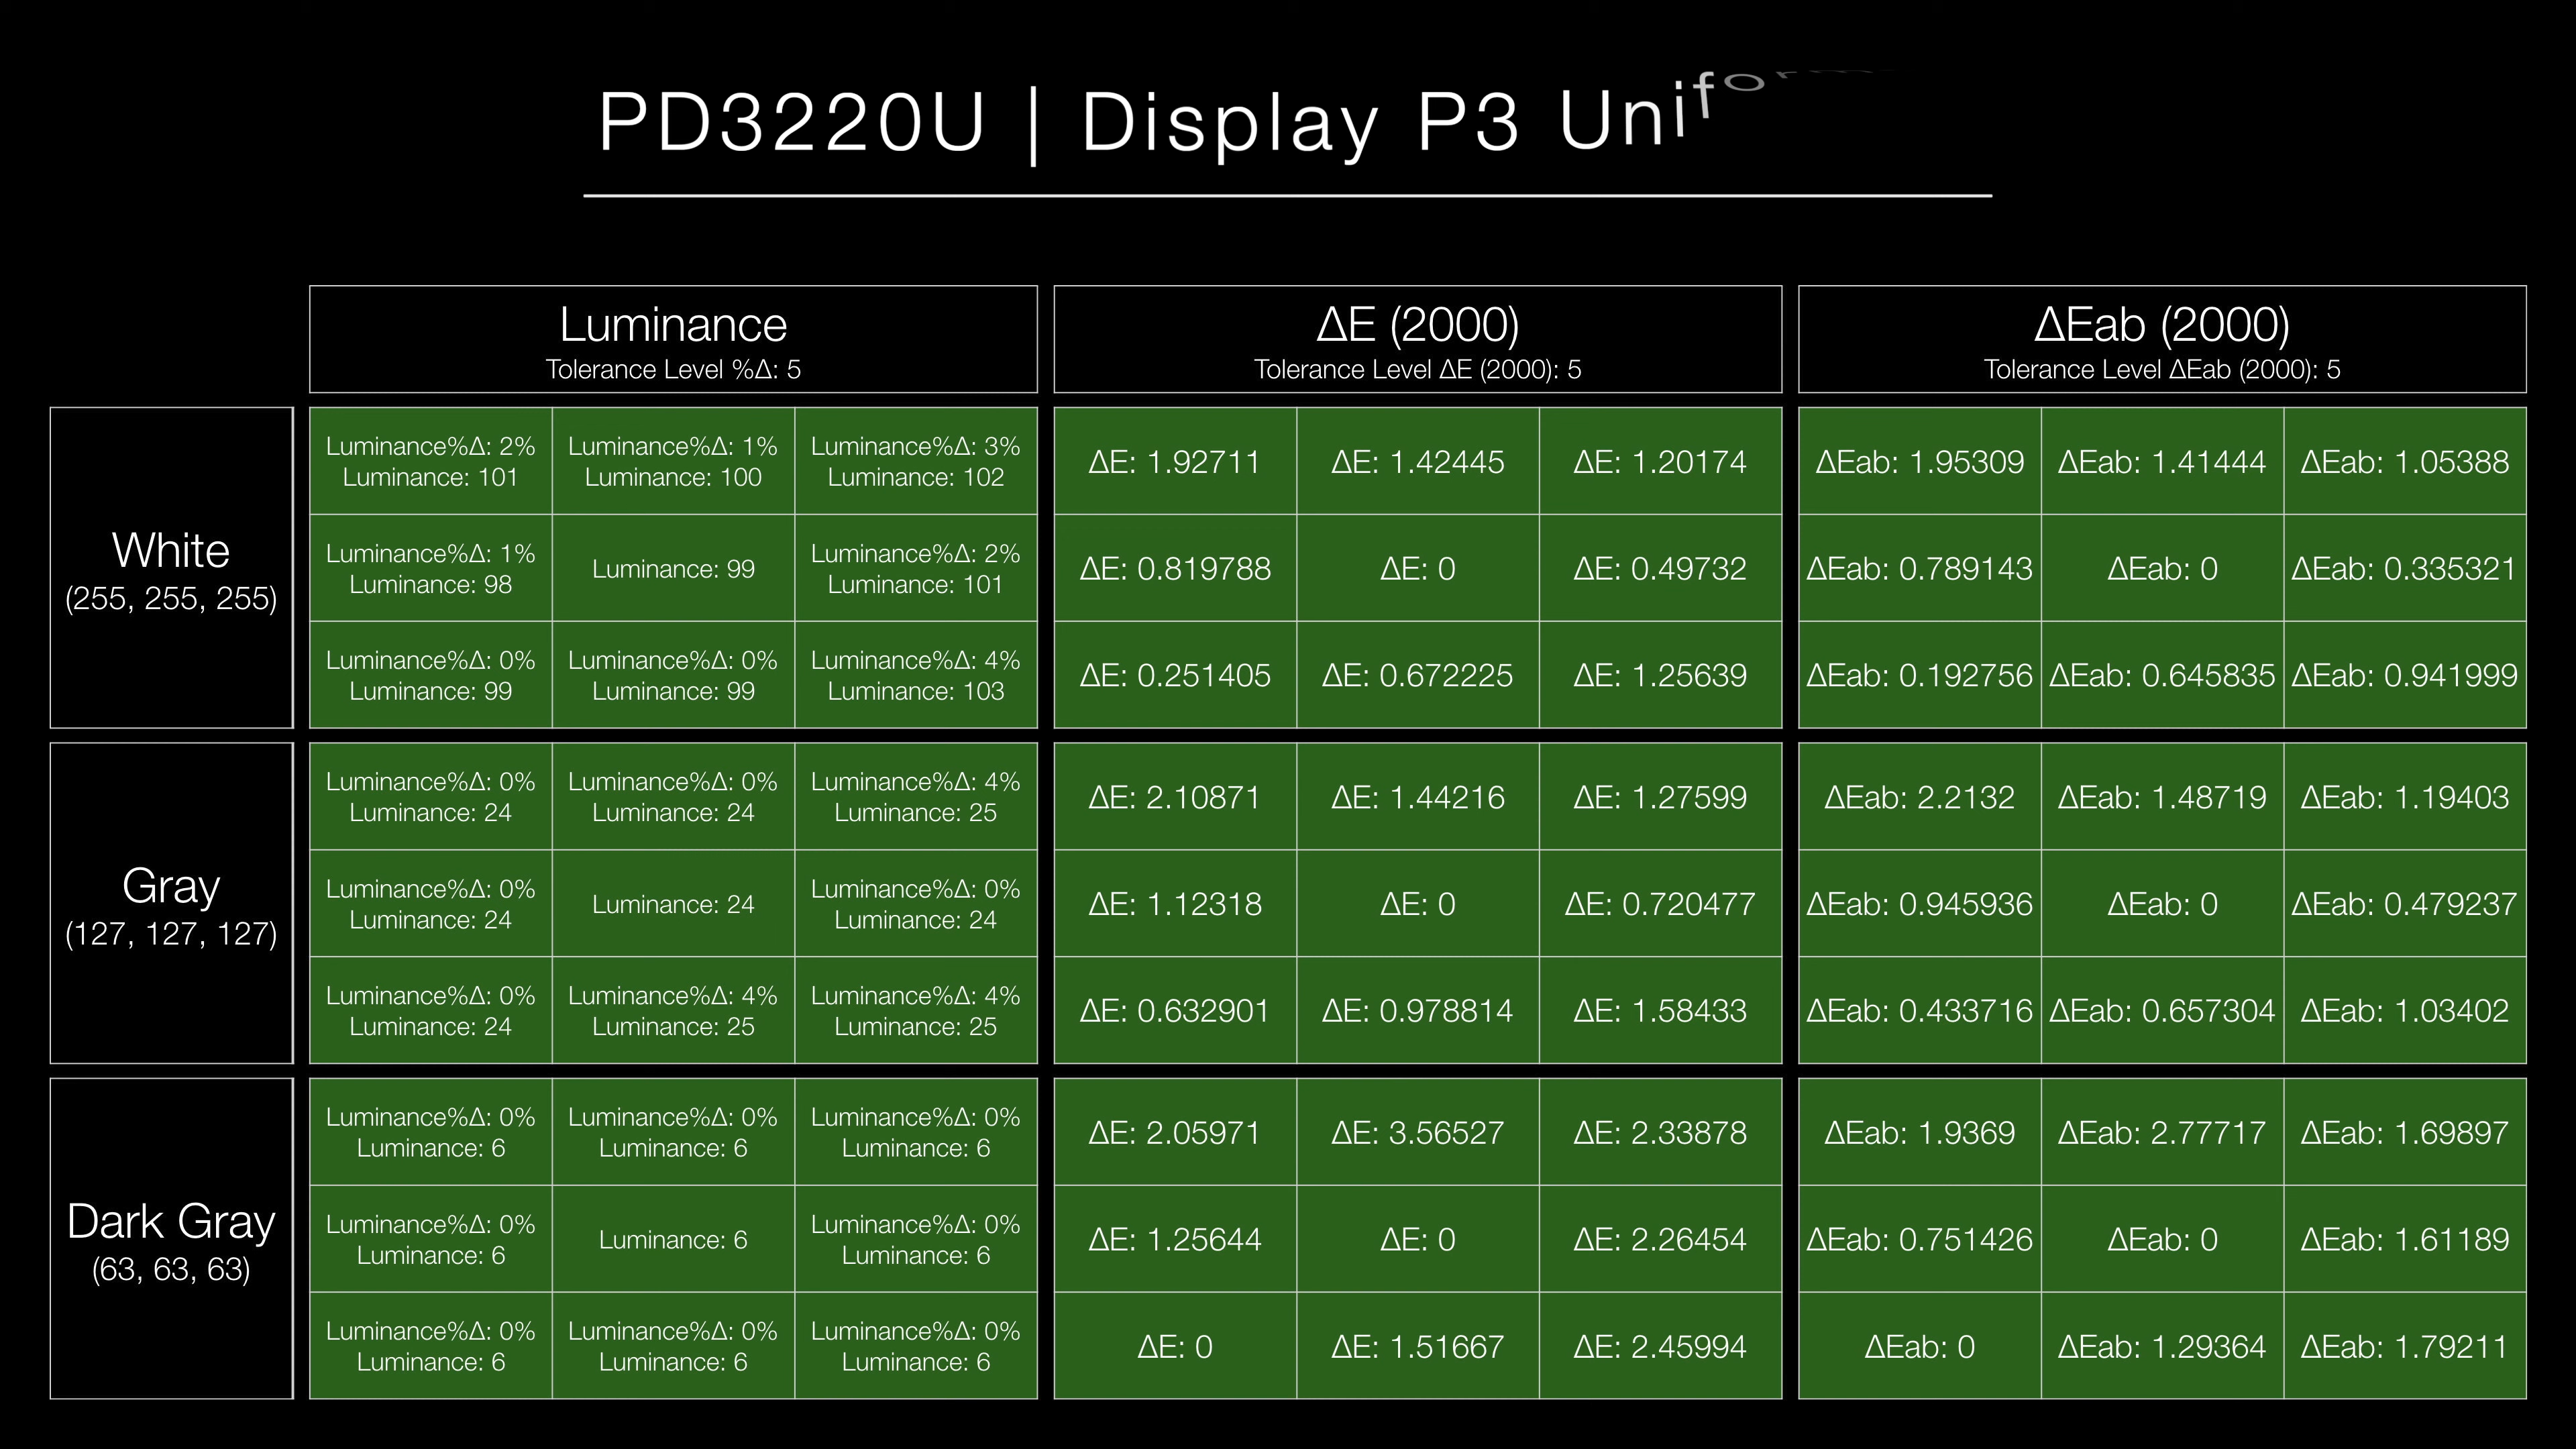 PD3220U | Display P3
Luminance
Tolerance Level %Δ: 5
ΔE (2000)
Tolerance Level ΔE (2000): 5
ΔEab (2000)
Tolerance Level ΔEab (2000): 5
White
(255, 255, 255)
Luminance%Δ: 2%
Luminance: 101
Luminance%Δ: 1%
Luminance: 100
Luminance%Δ: 3%
Luminance: 102
ΔE: 1.92711
ΔE: 1.42445
ΔE: 1.20174
ΔEab: 1.95309
ΔEab: 1.41444
ΔEab: 1.05388
Luminance%Δ: 1%
Luminance: 98
Luminance: 99
Luminance%Δ: 2%
Luminance: 101
ΔE: 0.819788
ΔE: 0
ΔE: 0.49732
ΔEab: 0.789143
ΔEab: 0
ΔEab: 0.335321
Luminance%Δ: 0%
Luminance: 99
Luminance%Δ: 0%
Luminance: 99
Luminance%Δ: 4%
Luminance: 103
ΔE: 0.251405
ΔE: 0.672225
ΔE: 1.25639
ΔEab: 0.192756
ΔEab: 0.645835
ΔEab: 0.941999
Gray
(127, 127, 127)
Luminance%Δ: 0%
Luminance: 24
Luminance%Δ: 0%
Luminance: 24
Luminance%Δ: 4%
Luminance: 25
ΔE: 2.10871
ΔE: 1.44216
ΔE: 1.27599
ΔEab: 2.2132
ΔEab: 1.48719
ΔEab: 1.19403
Luminance%Δ: 0%
Luminance: 24
Luminance: 24
Luminance%Δ: 0%
Luminance: 24
ΔE: 1.12318
ΔE: 0
ΔE: 0.720477
ΔEab: 0.945936
ΔEab: 0
ΔEab: 0.479237
Luminance%Δ: 0%
Luminance: 24
Luminance%Δ: 4%
Luminance: 25
Luminance%Δ: 4%
Luminance: 25
ΔE: 0.632901
ΔE: 0.978814
ΔE: 1.58433
ΔEab: 0.433716
ΔEab: 0.657304
ΔEab: 1.03402
Dark Gray
(63, 63, 63)
Luminance%Δ: 0%
Luminance: 6
Luminance%Δ: 0%
Luminance: 6
Luminance%Δ: 0%
Luminance: 6
ΔE: 2.05971
ΔE: 3.56527
ΔE: 2.33878
ΔEab: 1.9369
ΔEab: 2.77717
ΔEab: 1.69897
Luminance%Δ: 0%
Luminance: 6
Luminance: 6
Luminance%Δ: 0%
Luminance: 6
ΔE: 1.25644
ΔE: 0
ΔE: 2.26454
ΔEab: 0.751426
ΔEab: 0
ΔEab: 1.61189
Luminance%Δ: 0%
Luminance: 6
Luminance%Δ: 0%
Luminance: 6
Luminance%Δ: 0%
Luminance: 6
ΔE: 0
ΔE: 1.51667
ΔE: 2.45994
ΔEab: 0
ΔEab: 1.29364
ΔEab: 1.79211